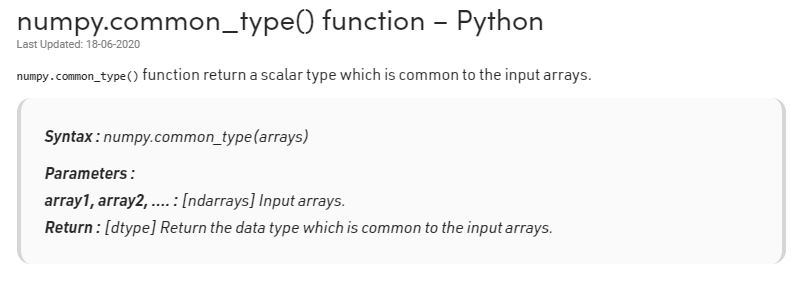 numpy.common_type() function – Python
Last Updated: 18-06-2020
numpy.common_type() function return a scalar type which is common to the input arrays.
Syntax : numpy.common_type(arrays)
Parameters :
array1, array2, .... : [ndarrays] Input arrays.
Return : [dtype] Return the data type which is common to the input arrays.